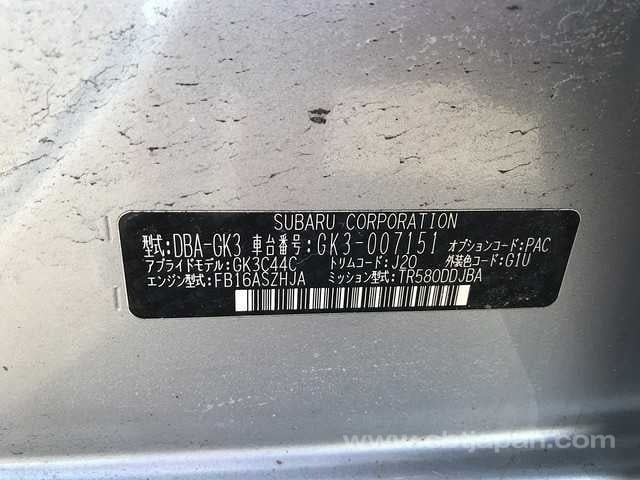 SUBARU CORPORATION
型式:DBA-GK3 車台番号:GK3-007151 オプションコード:PAC
アプライドモデル:GK3C44C トリムコード:J20 外装色コード:G1U
エンジン型式:FB16ASZHJA ミッション型式:TR580DDJBA
www.sbtjapan.com